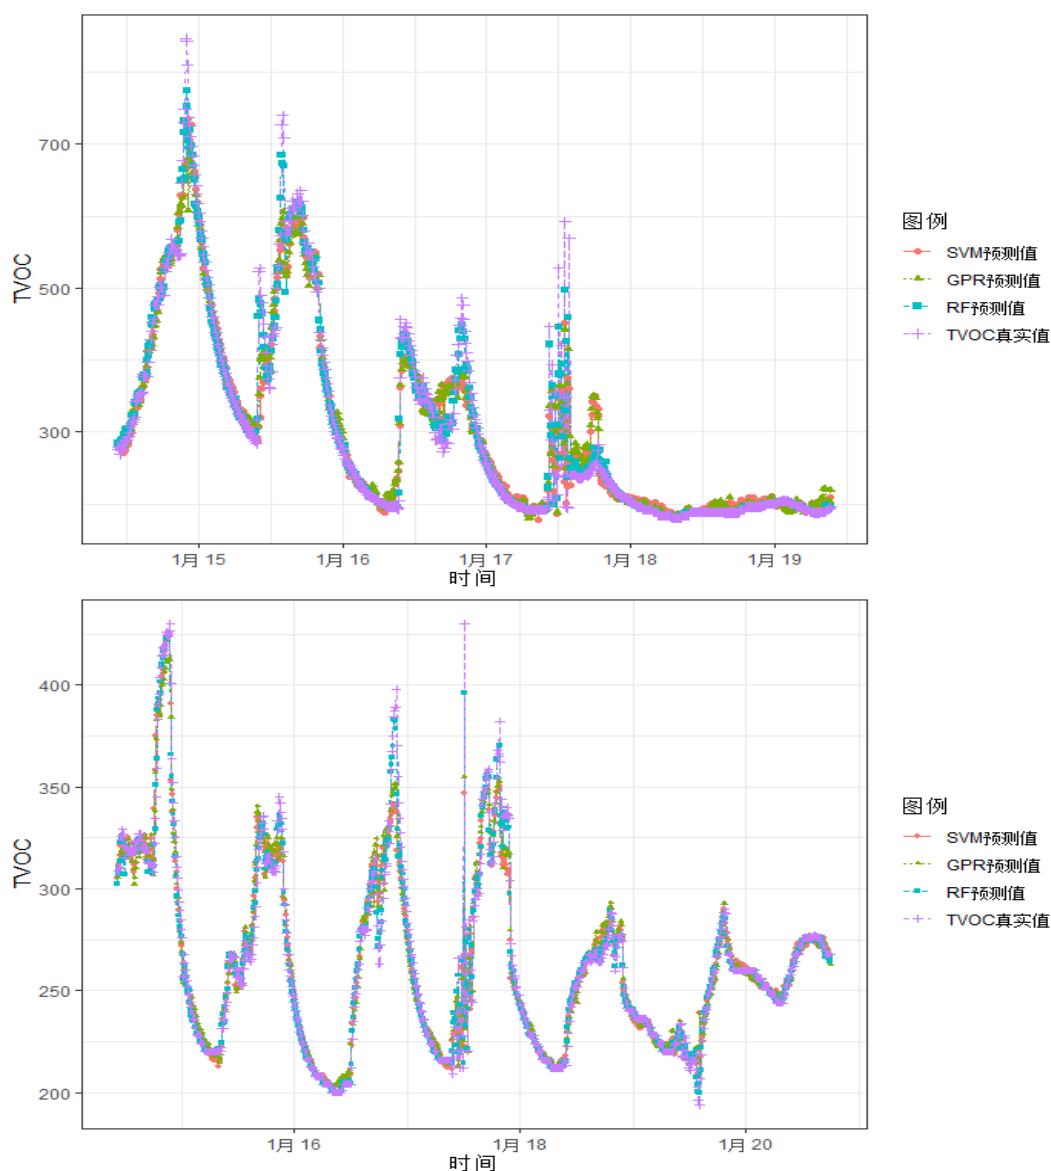 TVOC
700
500
300
1月 15
1月 16
1月 17
1月 18
1月 19
时间
图例
SVM预测值
GPR预测值
RF预测值
TVOC真实值
TVOC
400
350
300
250
200
1月 16
1月 18
1月 20
时间
图例
SVM预测值
GPR预测值
RF预测值
TVOC真实值